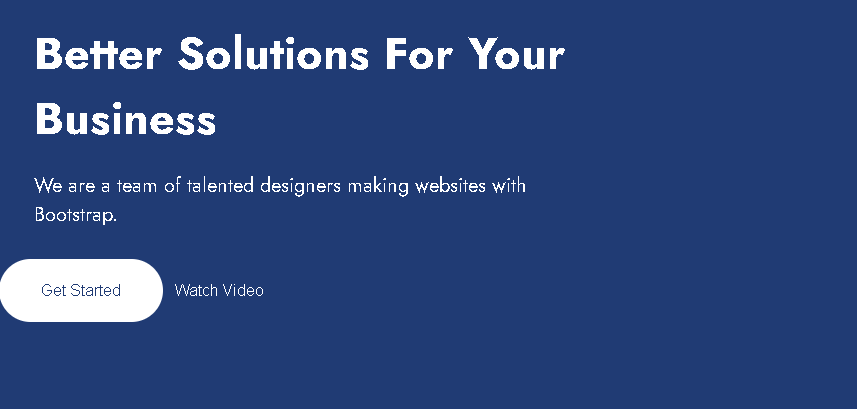 Better Solutions For Your
Business
We are a team of talented designers making websites with
Bootstrap.
Get Started
Watch Video